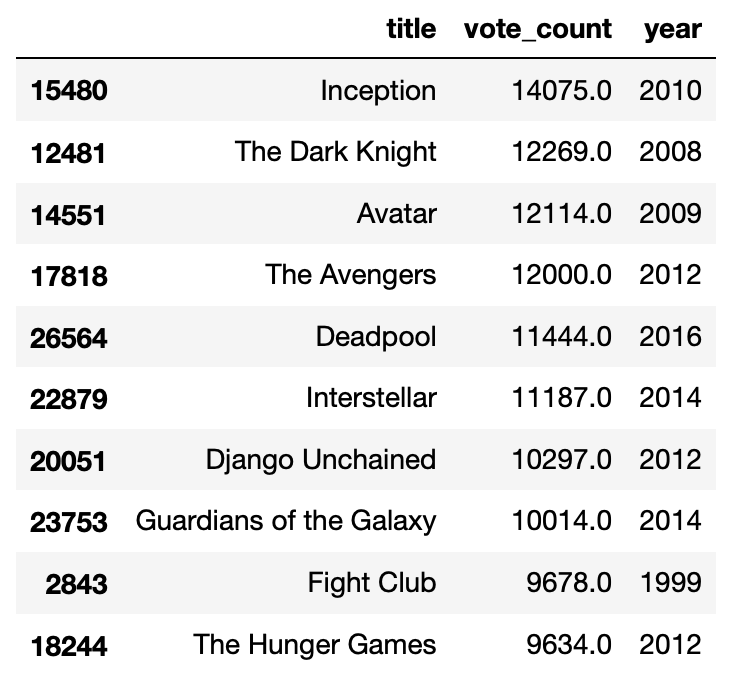 title vote_count year
15480 Inception 14075.0 2010
12481 The Dark Knight 12269.0 2008
14551 Avatar 12114.0 2009
17818 The Avengers 12000.0 2012
26564 Deadpool 11444.0 2016
22879 Interstellar 11187.0 2014
20051 Django Unchained 10297.0 2012
23753 Guardians of the Galaxy 10014.0 2014
2843 Fight Club 9678.0 1999
18244 The Hunger Games 9634.0 2012